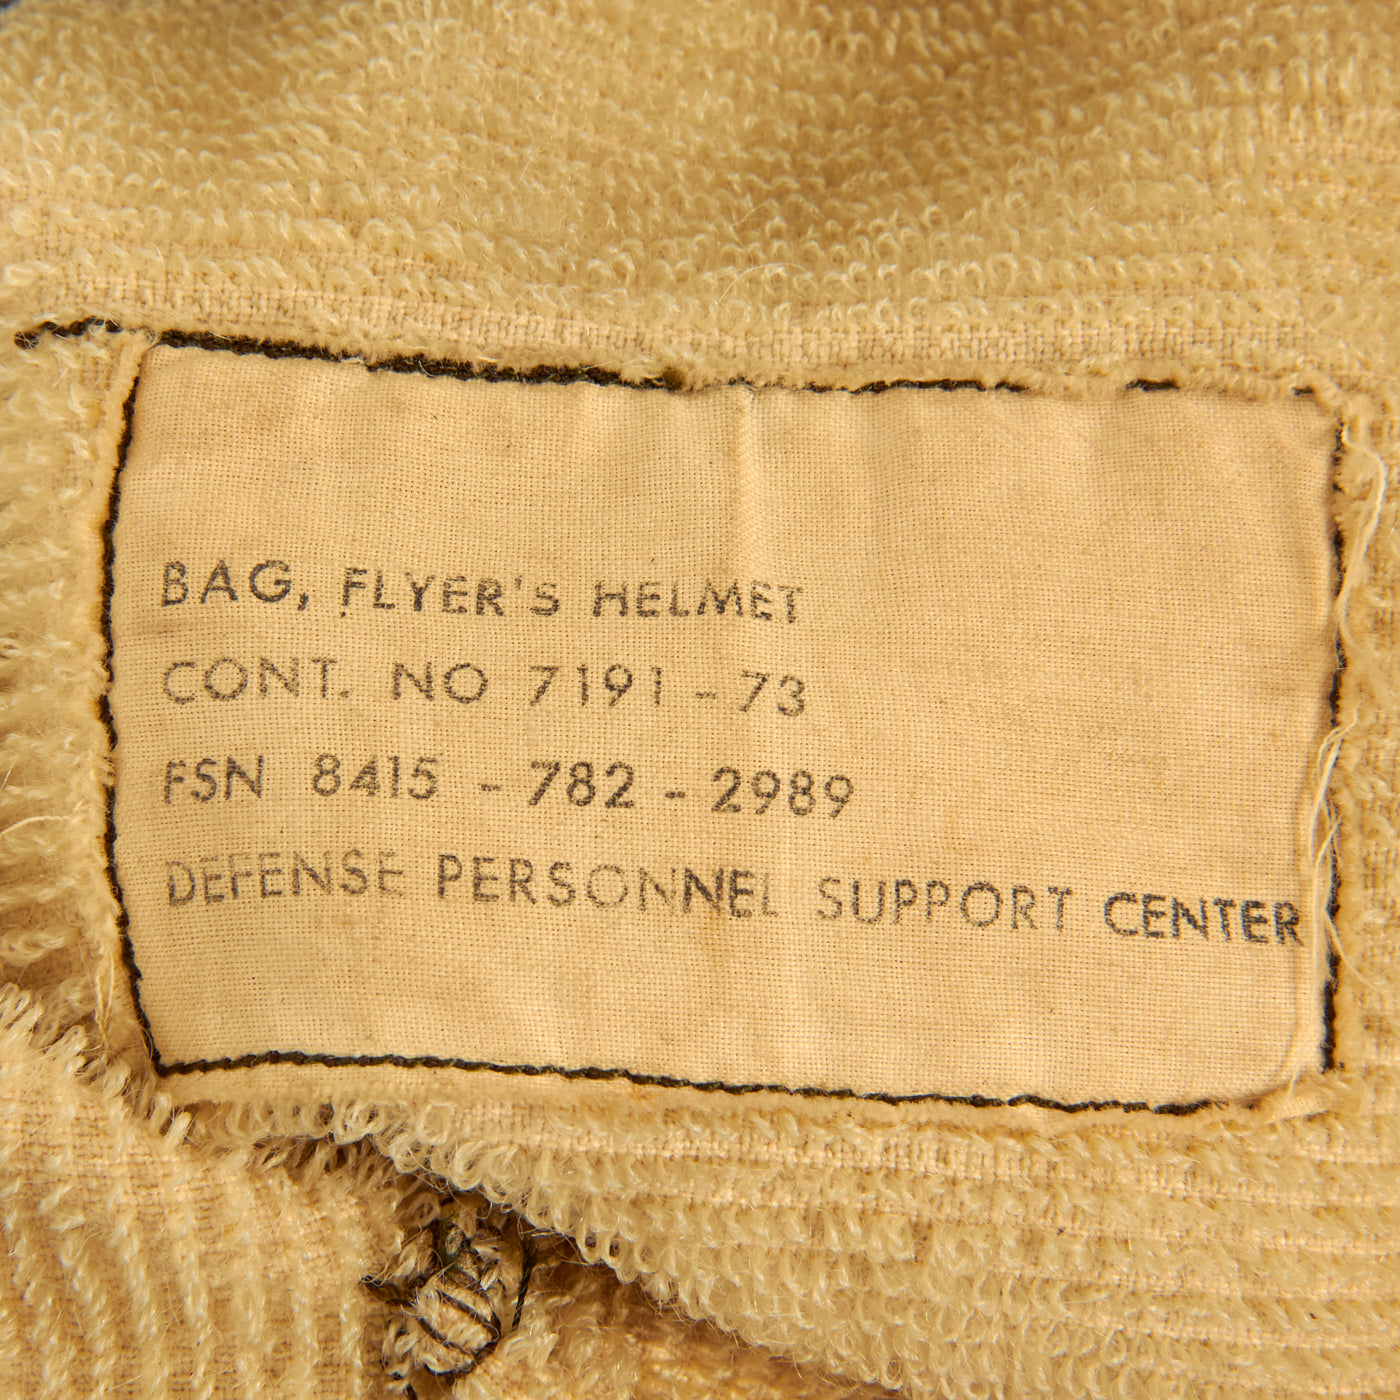 BAG, FLYER'S HELMET
CONT. NO 7191 - 73
FSN 8415 - 782 - 2989
DEFENSE PERSONNEL SUPPORT CENTER